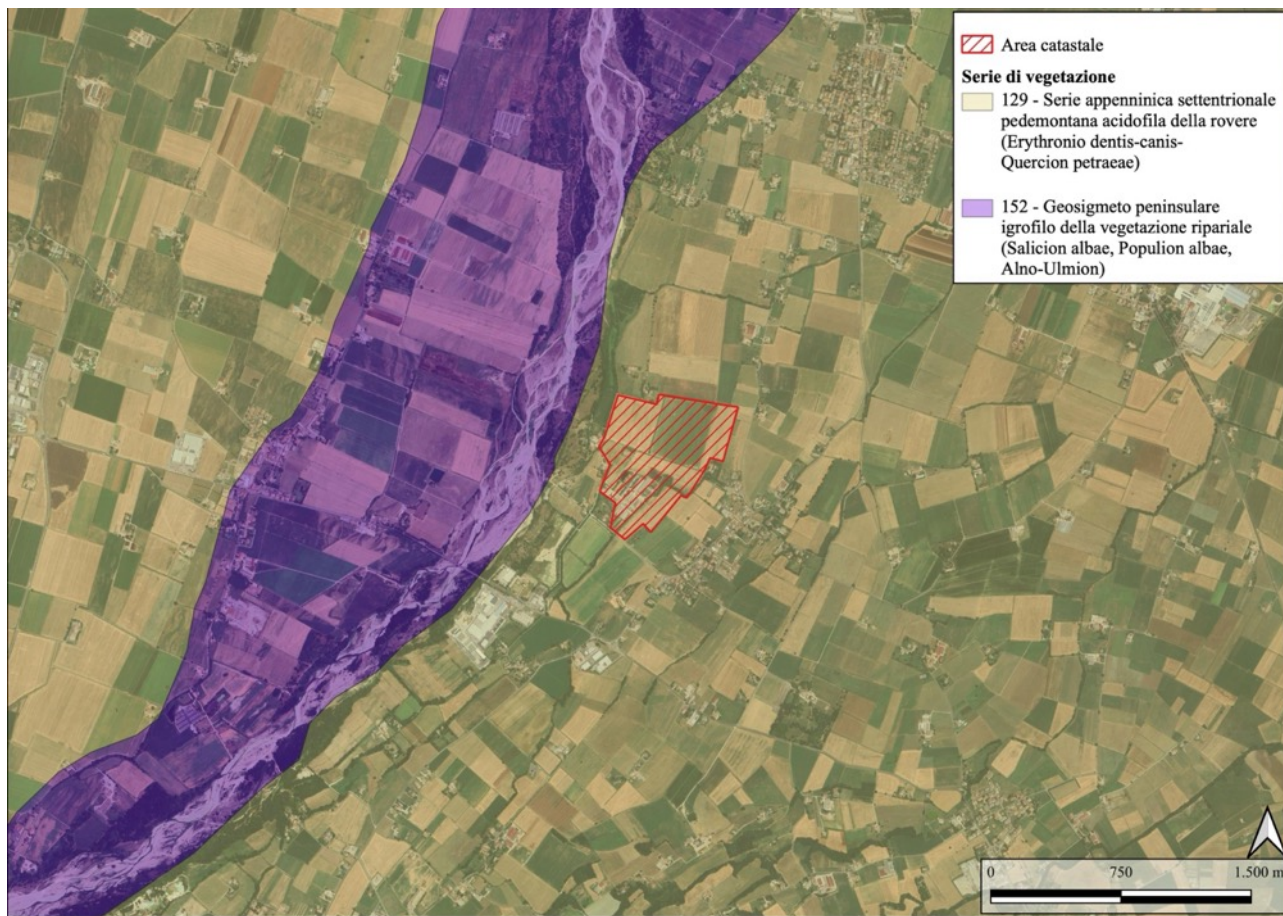 Area catastale
Serie di vegetazione
129 - Serie appenninica settentrionale
pedemontana acidofila della rovere
(Erythronio dentis-canis-
Quercion petraeae)
152 - Geosigmeto peninsulare
igrofilo della vegetazione ripariale
(Salicion albae, Populion albae,
Alno-Ulmion)
0 750 1.500 m